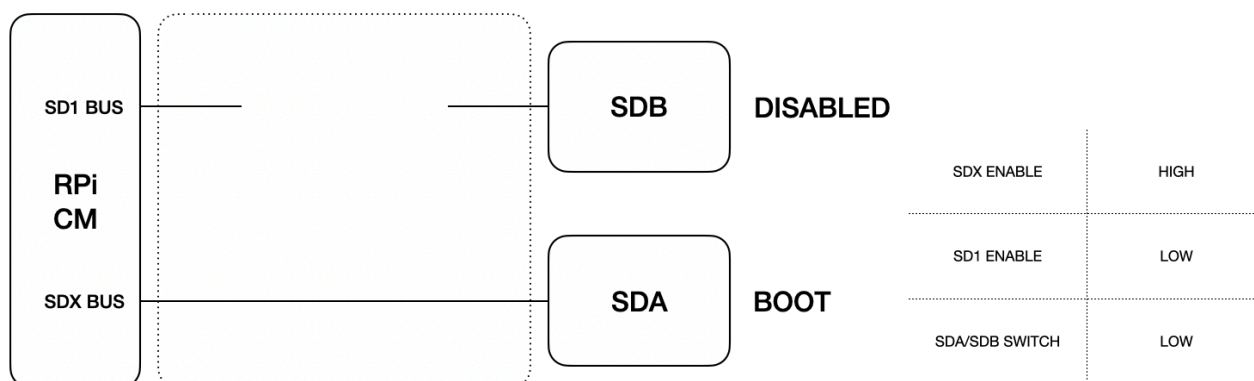 SD1 BUS
SDB
DISABLED
RPi
CM
SDX BUS
SDA
BOOT
SDX ENABLE HIGH
SD1 ENABLE LOW
SDA/SDB SWITCH LOW